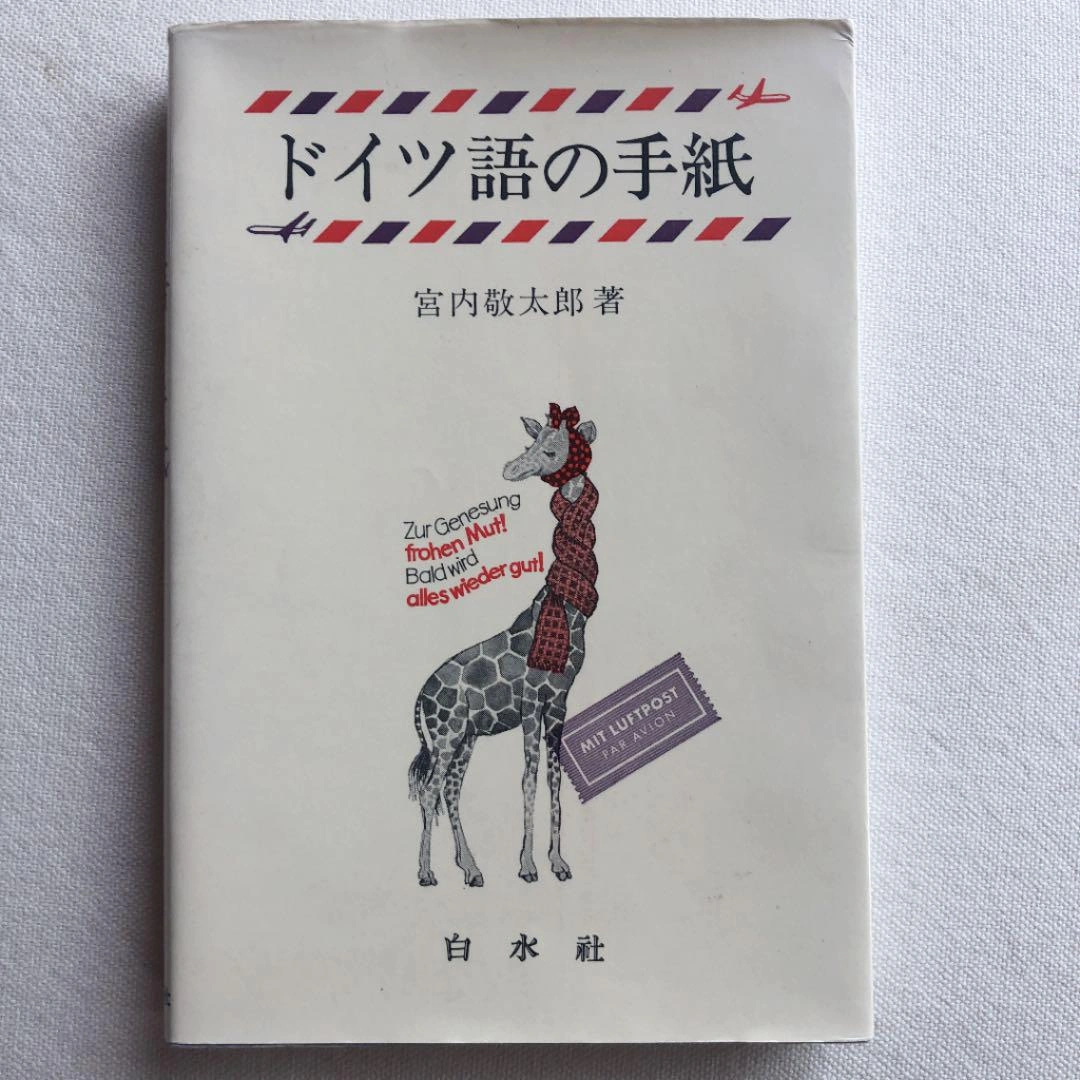 ドイツ語の手紙
宮内敬太郎 著
Zur Genesung
frohen Mut!
Bald wird
alles wieder gut!
MIT LUFTPOST
PAR AVION
白水社